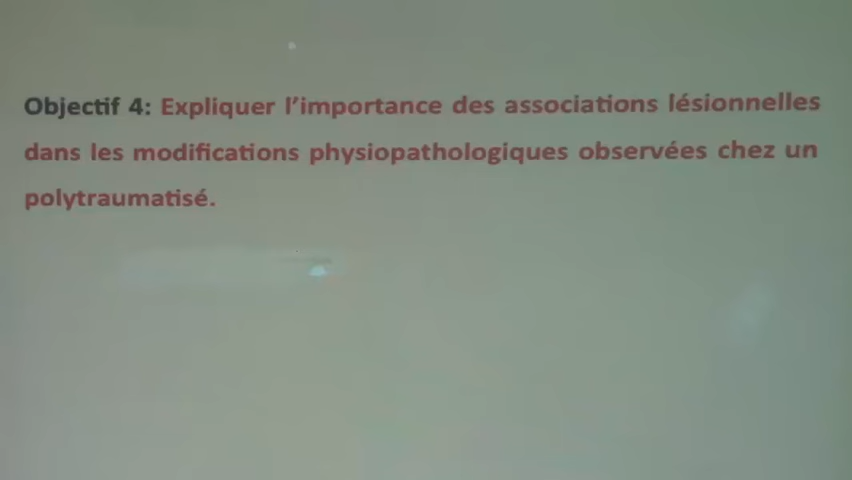 Objectif 4: Expliquer l'importance des associations lésionnelles
dans les modifications physiopathologiques observées chez un
polytraumatisé.